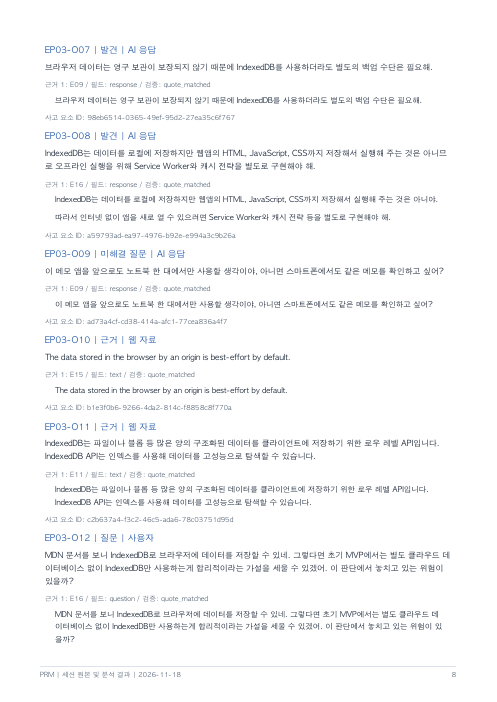 EP03-O07 | 발견 | AI 응답
브라우저 데이터는 영구 보관이 보장되지 않기 때문에 IndexedDB를 사용하더라도 별도의 백업 수단은 필요해.
근거 1: E09 / 필드: response / 검증: quote_matched
브라우저 데이터는 영구 보관이 보장되지 않기 때문에 IndexedDB를 사용하더라도 별도의 백업 수단은 필요해.
사고 요소 ID: 98eb6514-0365-49ef-95d2-27ea35c6f767
EP03-O08 | 발견 | AI 응답
IndexedDB는 데이터를 로컬에 저장하지만 웹앱의 HTML, JavaScript, CSS까지 저장해서 실행해 주는 것은 아니므
로 오프라인 실행을 위해 Service Worker와 캐시 전략을 별도로 구현해야 해.
근거 1: E16 / 필드: response / 검증: quote_matched
IndexedDB는 데이터를 로컬에 저장하지만 웹앱의 HTML, JavaScript, CSS까지 저장해서 실행해 주는 것은 아니야.
따라서 인터넷 없이 앱을 새로 열 수 있으려면 Service Worker와 캐시 전략 등을 별도로 구현해야 해.
사고 요소 ID: a59793ad-ea97-4976-b92e-e994a3c9b26a
EP03-O09 | 미해결 질문 | AI 응답
이 메모 앱을 앞으로도 노트북 한 대에서만 사용할 생각이야, 아니면 스마트폰에서도 같은 메모를 확인하고 싶어?
근거 1: E09 / 필드: response / 검증: quote_matched
이 메모 앱을 앞으로도 노트북 한 대에서만 사용할 생각이야, 아니면 스마트폰에서도 같은 메모를 확인하고 싶어?
사고 요소 ID: ad73a4cf-cd38-414a-afc1-77cea836a4f7
EP03-O10 | 근거 | 웹 자료
The data stored in the browser by an origin is best-effort by default.
근거 1: E15 / 필드: text / 검증: quote_matched
The data stored in the browser by an origin is best-effort by default.
사고 요소 ID: b1e3f0b6-9266-4da2-814c-f8858c8f770a
EP03-O11 | 근거 | 웹 자료
IndexedDB는 파일이나 블롭 등 많은 양의 구조화된 데이터를 클라이언트에 저장하기 위한 로우 레벨 API입니다.
IndexedDB API는 인덱스를 사용해 데이터를 고성능으로 탐색할 수 있습니다.
근거 1: E11 / 필드: text / 검증: quote_matched
IndexedDB는 파일이나 블롭 등 많은 양의 구조화된 데이터를 클라이언트에 저장하기 위한 로우 레벨 API입니다.
IndexedDB API는 인덱스를 사용해 데이터를 고성능으로 탐색할 수 있습니다.
사고 요소 ID: c2b637a4-f3c2-46c5-ada6-78c03751d95d
EP03-O12 | 질문 | 사용자
MDN 문서를 보니 IndexedDB로 브라우저에 데이터를 저장할 수 있네. 그렇다면 초기 MVP에서는 별도 클라우드 데
이터베이스 없이 IndexedDB만 사용하는게 합리적이라는 가설을 세울 수 있겠어. 이 판단에서 놓치고 있는 위험이
있을까?
근거 1: E16 / 필드: question / 검증: quote_matched
MDN 문서를 보니 IndexedDB로 브라우저에 데이터를 저장할 수 있네. 그렇다면 초기 MVP에서는 별도 클라우드 데
이터베이스 없이 IndexedDB만 사용하는게 합리적이라는 가설을 세울 수 있겠어. 이 판단에서 놓치고 있는 위험이 있
을까?
PRM | 세션 원본 및 분석 결과 | 2026-11-18
8